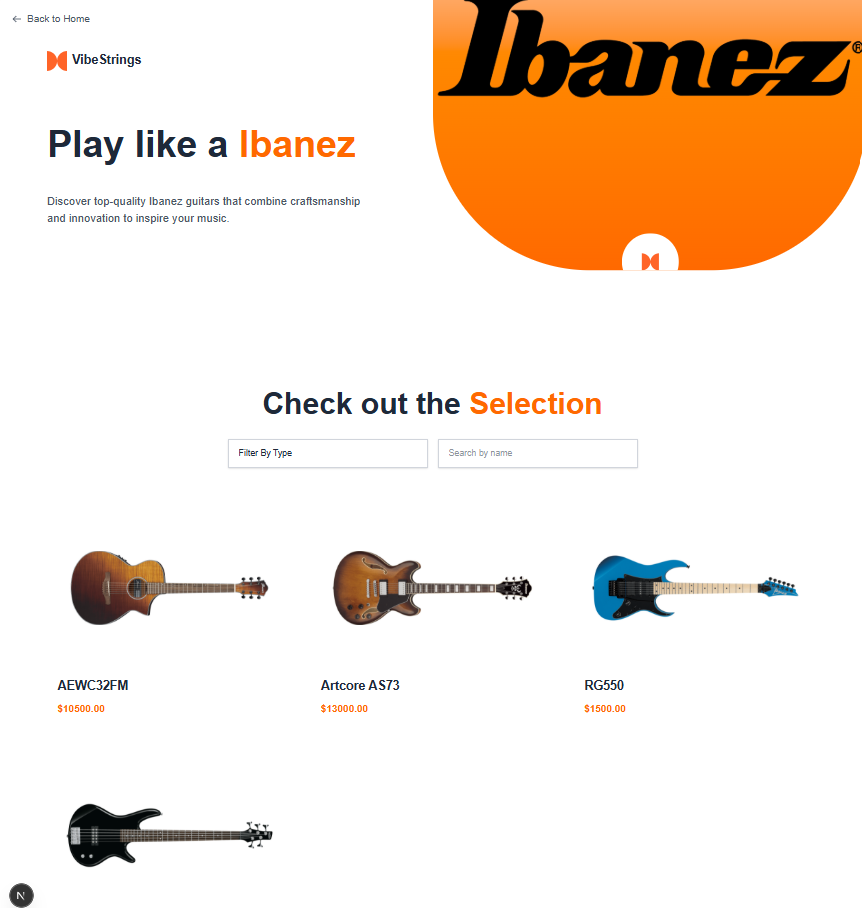 Back to Home
Ibanez®
VibeStrings
Play like a Ibanez
Discover top-quality Ibanez guitars that combine craftsmanship
and innovation to inspire your music.
Check out the Selection
Filter By Type
Search by name
AEWC32FM
Artcore AS73
RG550
$10500.00
$13000.00
$1500.00
N